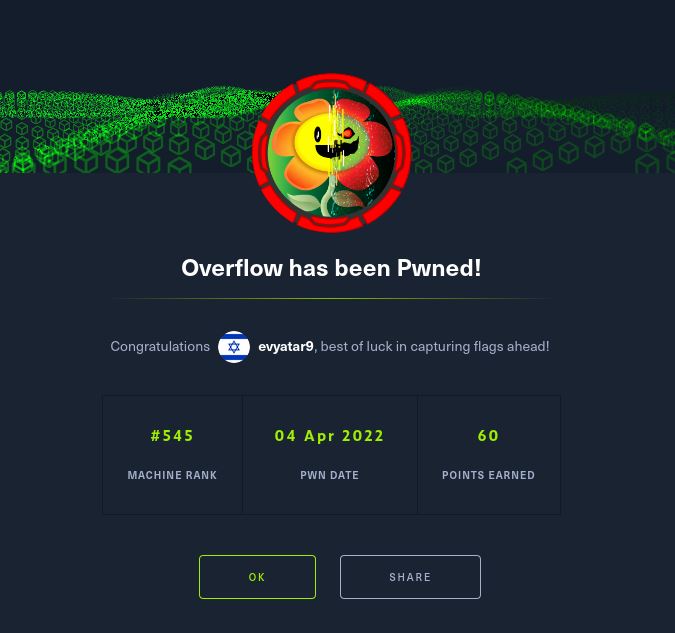 Overflow has been Pwned!
Congratulations evyatar9, best of luck in capturing flags ahead!
#545 04 Apr 2022 60
MACHINE RANK PWN DATE POINTS EARNED
OK SHARE